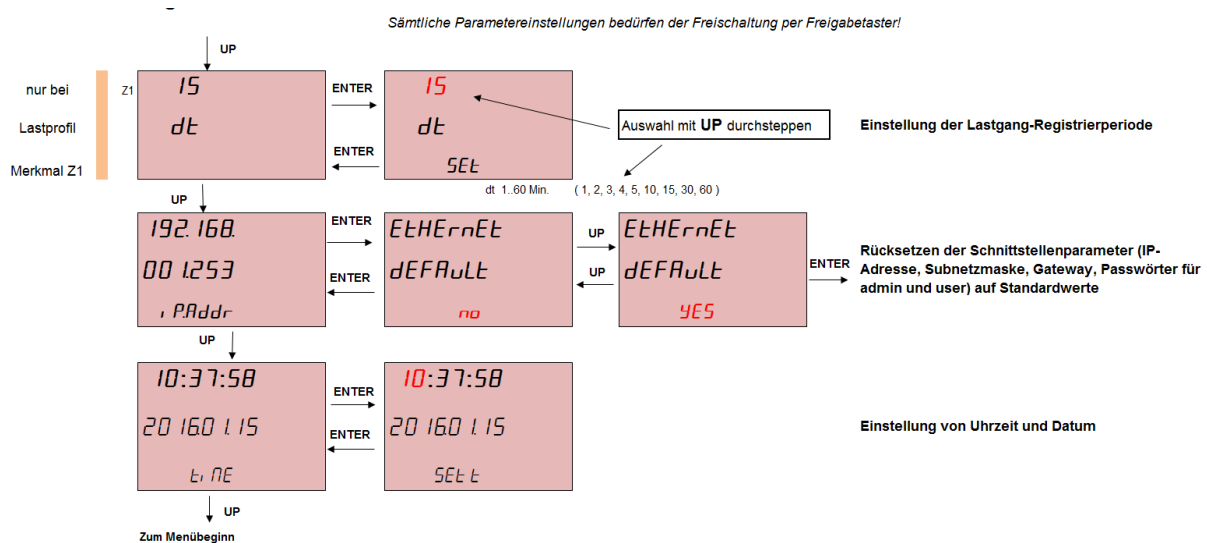 Sämtliche Parametereinstellungen bedürfen der Freischaltung per Freigabetaster!
UP
nur bei
Lastprofil
Merkmal Z1
Z1
15
dt
ENTER
ENTER
15
dt
SEt
Auswahl mit UP durchsteppen
dt 1..60 Min. ( 1, 2, 3, 4, 5, 10, 15, 30, 60 )
Einstellung der Lastgang-Registrierperiode
UP
192.168.
001.253
iP.Addr
ENTER
ENTER
EtHErnEt
dEFAuLt
no
UP
UP
EtHErnEt
dEFAuLt
YES
ENTER
Rücksetzen der Schnittstellenparameter (IP-
Adresse, Subnetzmaske, Gateway, Passwörter für
admin und user) auf Standardwerte
UP
10:37:58
2016.01.15
tiME
ENTER
ENTER
10:37:58
2016.01.15
SEt t
Einstellung von Uhrzeit und Datum
UP
Zum Menübeginn